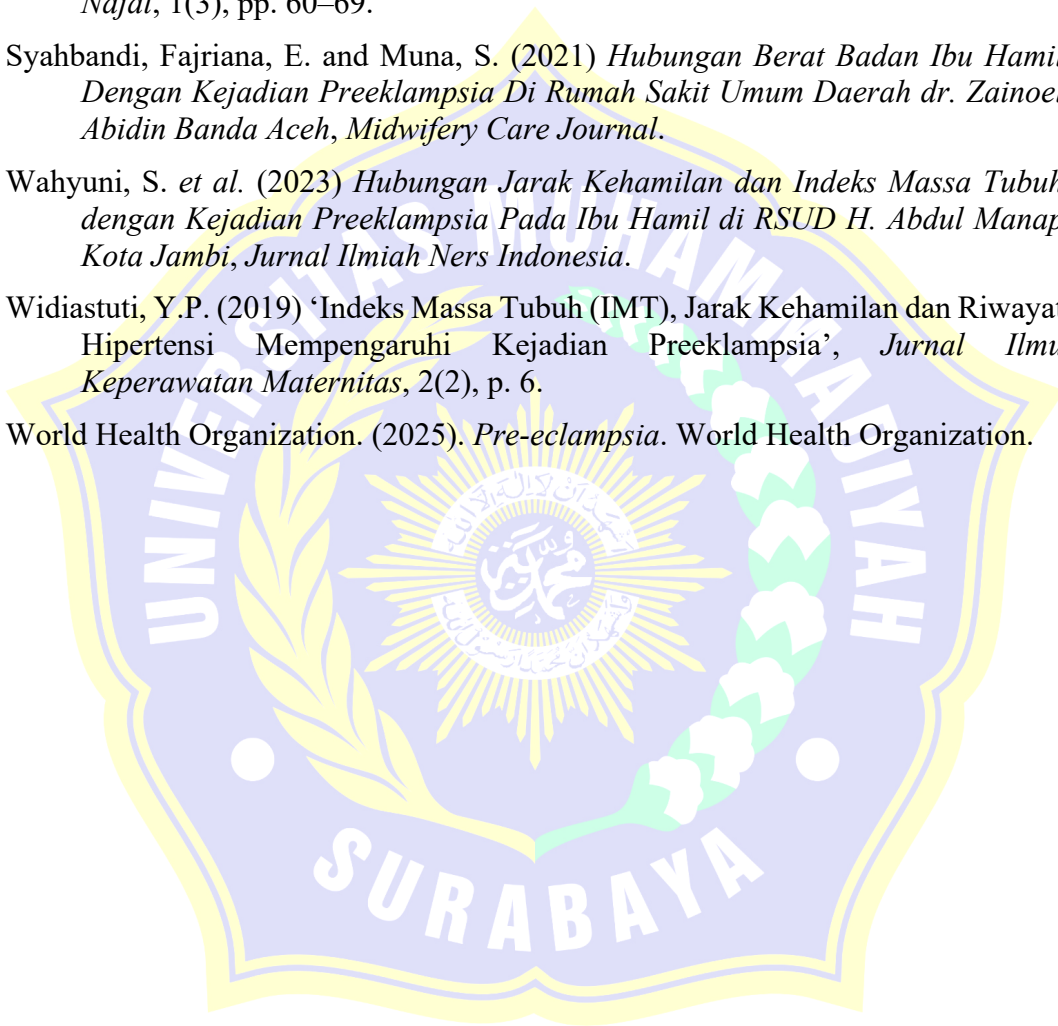 Najat, 1(3), pp. 60–69.
Syahbandi, Fajriana, E. and Muna, S. (2021) Hubungan Berat Badan Ibu Hamil
Dengan Kejadian Preeklampsia Di Rumah Sakit Umum Daerah dr. Zainoel
Abidin Banda Aceh, Midwifery Care Journal.
Wahyuni, S. et al. (2023) Hubungan Jarak Kehamilan dan Indeks Massa Tubuh
dengan Kejadian Preeklampsia Pada Ibu Hamil di RSUD H. Abdul Manap
Kota Jambi, Jurnal Ilmiah Ners Indonesia.
Widiastuti, Y.P. (2019) ‘Indeks Massa Tubuh (IMT), Jarak Kehamilan dan Riwayat
Hipertensi Mempengaruhi Kejadian Preeklampsia’, Jurnal Ilmu
Keperawatan Maternitas, 2(2), p. 6.
World Health Organization. (2025). Pre-eclampsia. World Health Organization.
UNIVERSITAS MUHAMMADIYAH
SURABAYA